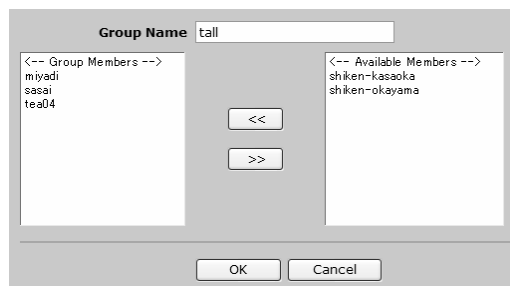 Group Name tall
<-- Group Members -->
miyadi
sasai
tea04
<<
>>
<-- Available Members -->
shiken-kasaoka
shiken-okayama
OK Cancel